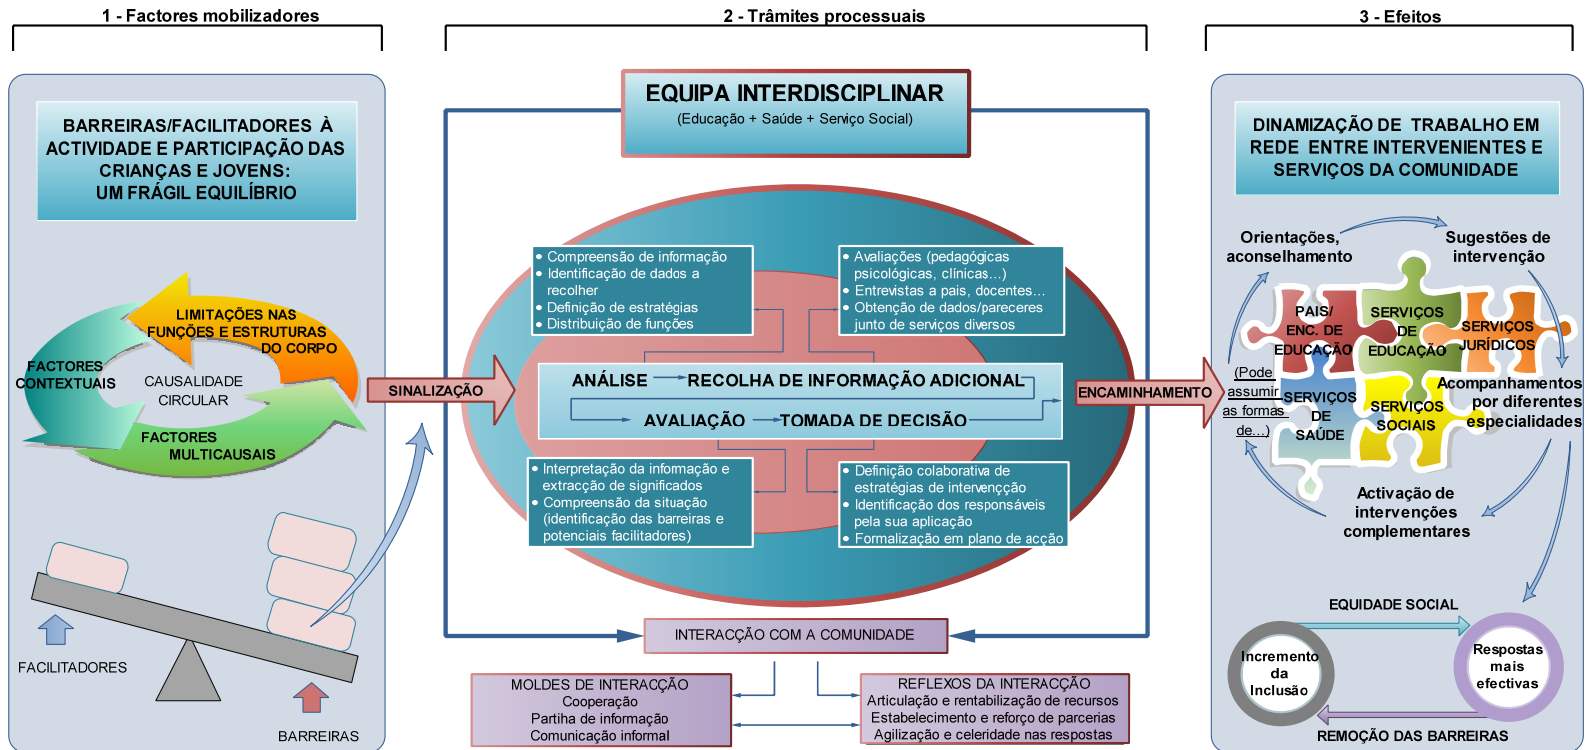 1 - Factores mobilizadores
2 - Trâmites processuais
3 - Efeitos
BARREIRAS/FACILITADORES À
ACTIVIDADE E PARTICIPAÇÃO DAS
CRIANÇAS E JOVENS:
UM FRÁGIL EQUILÍBRIO
LIMITAÇÕES NAS
FUNÇÕES E ESTRUTURAS
DO CORPO
FACTORES
CONTEXTUAIS
CAUSALIDADE
CIRCULAR
FACTORES
MULTICAUSAIS
FACILITADORES
BARREIRAS
SINALIZAÇÃO
EQUIPA INTERDISCIPLINAR
(Educação + Saúde + Serviço Social)
• Compreensão de informação
• Identificação de dados a
recolher
• Definição de estratégias
• Distribuição de funções
• Avaliações (pedagógicas
psicológicas, clínicas...)
• Entrevistas a pais, docentes...
• Obtenção de dados/pareceres
junto de serviços diversos
ANÁLISE
RECOLHA DE INFORMAÇÃO ADICIONAL
AVALIAÇÃO
TOMADA DE DECISÃO
• Interpretação da informação e
extracção de significados
• Compreensão da situação
(identificação das barreiras e
potenciais facilitadores)
• Definição colaborativa de
estratégias de intervencção
• Identificação dos responsáveis
pela sua aplicação
• Formalização em plano de acção
INTERACÇÃO COM A COMUNIDADE
MOLDES DE INTERACÇÃO
Cooperação
Partiha de informação
Comunicação informal
REFLEXOS DA INTERACÇÃO
Articulação e rentabilização de recursos
Estabelecimento e reforço de parcerias
Agilização e celeridade nas respostas
ENCAMINHAMENTO
DINAMIZAÇÃO DE TRABALHO EM
REDE ENTRE INTERVENIENTES E
SERVIÇOS DA COMUNIDADE
Orientações,
aconselhamento
Sugestões de
intervenção
PAIS/
ENC. DE
EDUCAÇÃO
SERVIÇOS
DE
EDUCAÇÃO
SERVIÇOS
JURÍDICOS
(Pode
assumir
as formas
de...)
SERVIÇOS
DE
SAÚDE
SERVIÇOS
SOCIAIS
Acompanhamentos
por diferentes
especialidades
Activação de
intervenções
complementares
EQUIDADE SOCIAL
Incremento
da
Inclusão
Respostas
mais
efectivas
REMOÇÃO DAS BARREIRAS